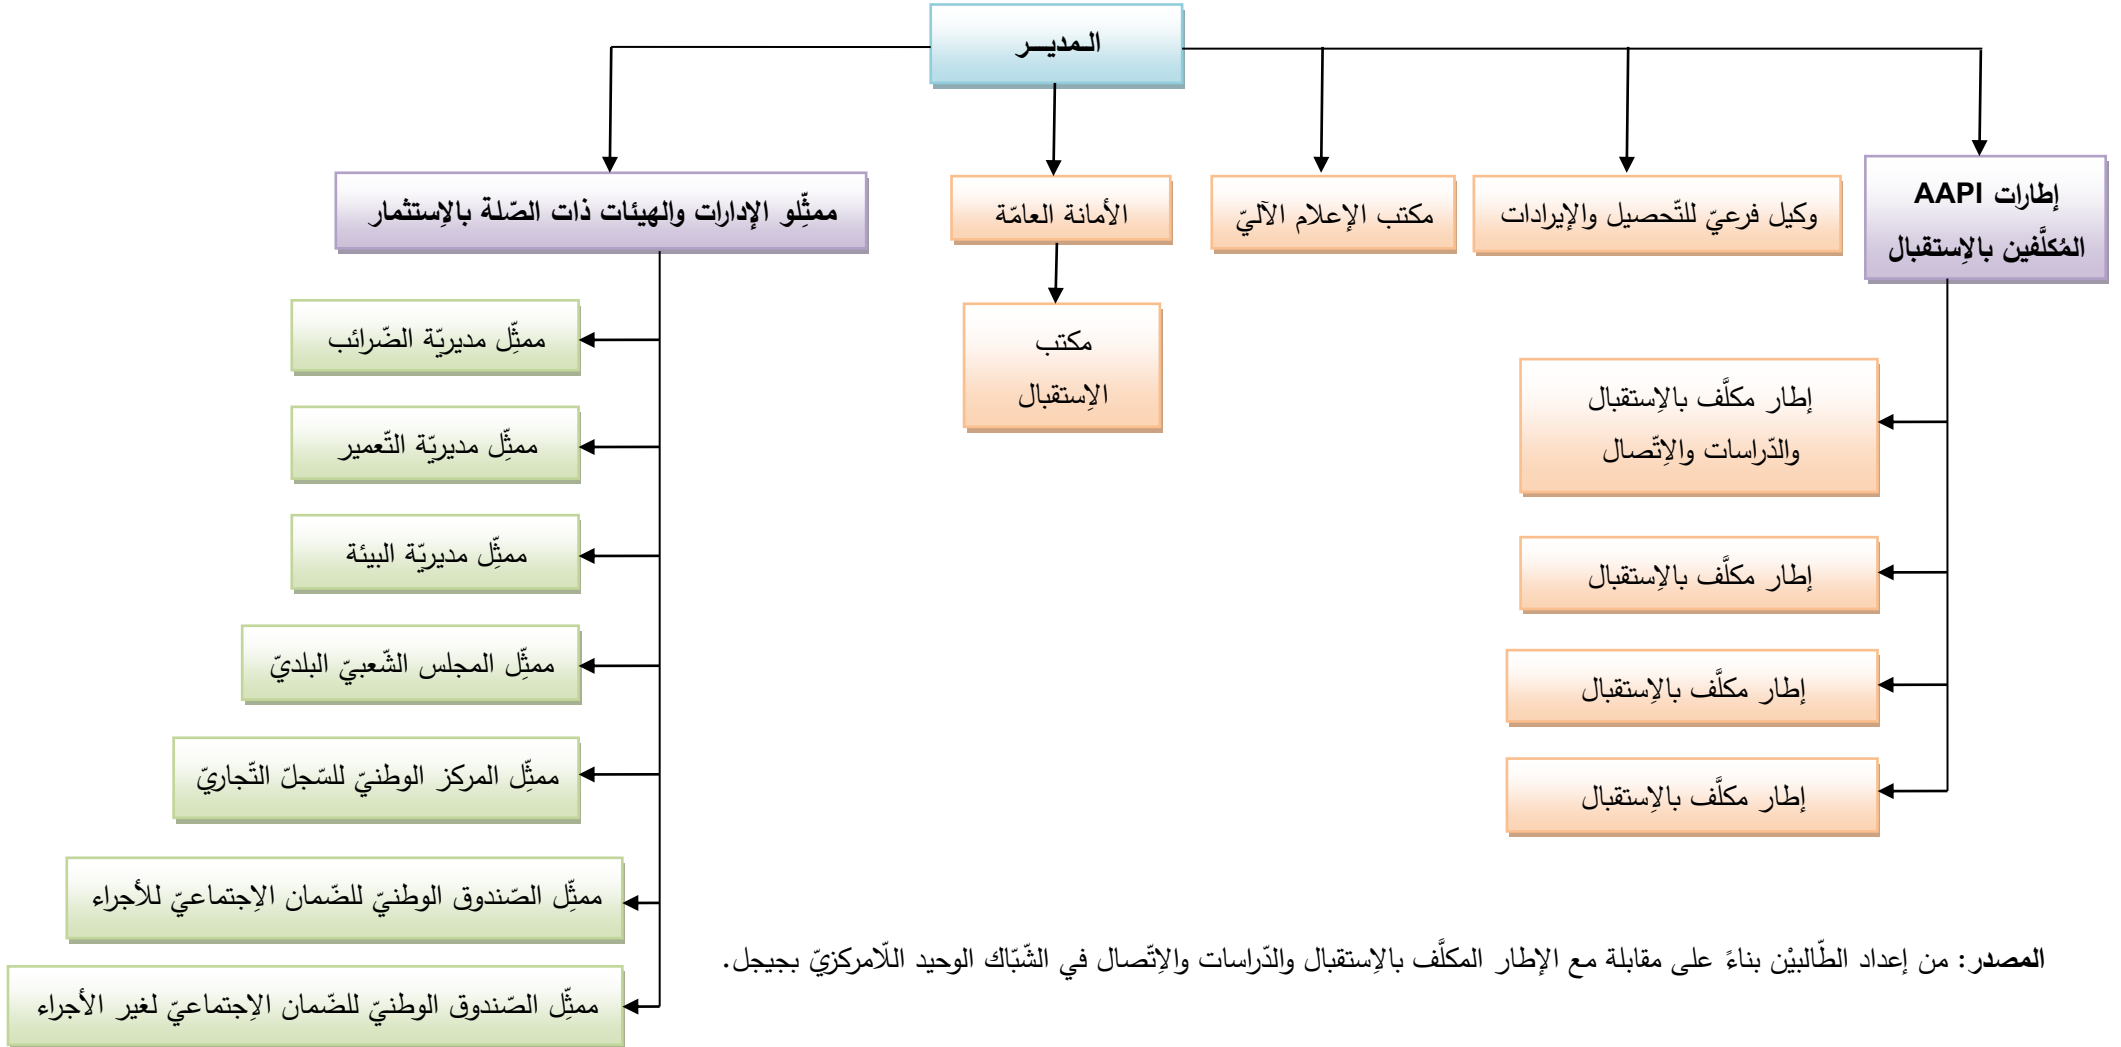 الـمديـــر
إطارات AAPI
المُكلَّفين بالإستقبال
وكيل فرعيّ للتّحصيل والإيرادات
مكتب الإعلام الآليّ
الأمانة العامّة
ممثّلو الإدارات والهيئات ذات الصّلة بالإستثمار
مكتب
الإستقبال
إطار مكلَّف بالإستقبال
والدّراسات والإتّصال
إطار مكلَّف بالإستقبال
إطار مكلَّف بالإستقبال
إطار مكلَّف بالإستقبال
ممثّل مديريّة الضّرائب
ممثّل مديريّة التّعمير
ممثّل مديريّة البيئة
ممثّل المجلس الشّعبيّ البلديّ
ممثّل المركز الوطنيّ للسّجلّ التّجاريّ
ممثّل الصّندوق الوطنيّ للضّمان الإجتماعيّ للأجراء
ممثّل الصّندوق الوطنيّ للضّمان الإجتماعيّ لغير الأجراء
المصدر: من إعداد الطّالبيْن بناءً على مقابلة مع الإطار المكلَّف بالإستقبال والدّراسات والإتّصال في الشّبّاك الوحيد اللّامركزيّ بجيجل.